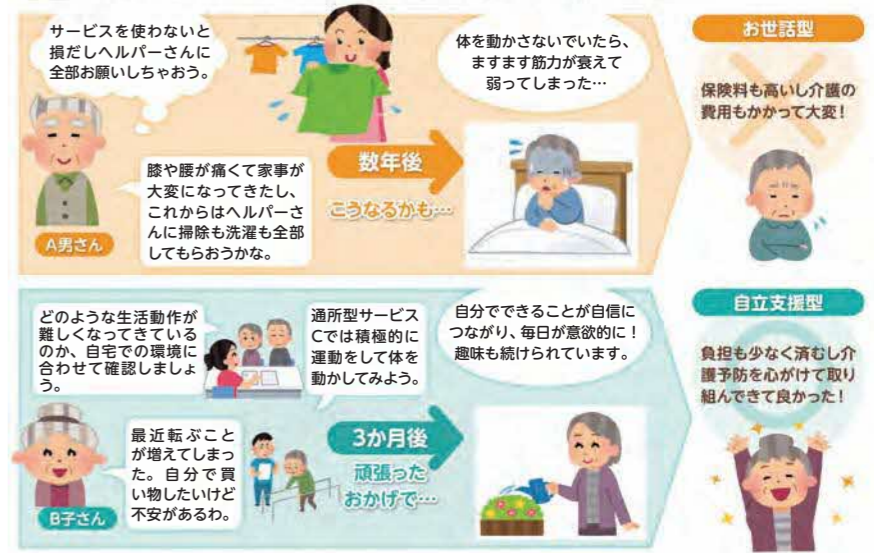 サービスを使わないと
損だしヘルパーさんに
全部お願いしちゃおう。
膝や腰が痛くて家事が
大変になってきたし、
これからはヘルパーさ
んに掃除も洗濯も全部
してもらおうかな。
A男さん
数年後
こうなるかも…
体を動かさないでいたら、
ますます筋力が衰えて
弱ってしまった…
お世話型
保険料も高いし介護の
費用もかかって大変！
どのような生活動作が
難しくなってきている
のか、自宅での環境に
合わせて確認しましょ
う。
最近転ぶこと
が増えてしまっ
た。自分で買
い物したいけど
不安があるわ。
B子さん
通所型サービス
Cでは積極的に
運動をして体を
動かしてみよう。
3か月後
頑張った
おかげで…
自分でできることが自信に
つながり、毎日が意欲的に！
趣味も続けられています。
自立支援型
負担も少なく済むし介
護予防を心がけて取り
組んできて良かった！